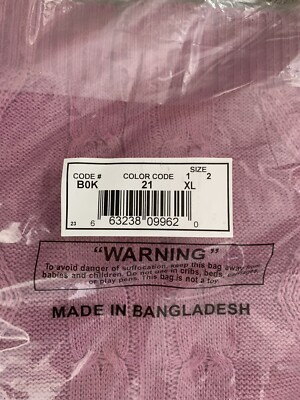 SIZE
CODE # COLOR CODE 1 2
B0K 21 XL
23 6 63238 09962 0
"WARNING"
To avoid danger of suffocation, keep this bag away from
babies and children. Do not use in cribs, beds, carriages
or play pens. This bag is not a toy.
MADE IN BANGLADESH